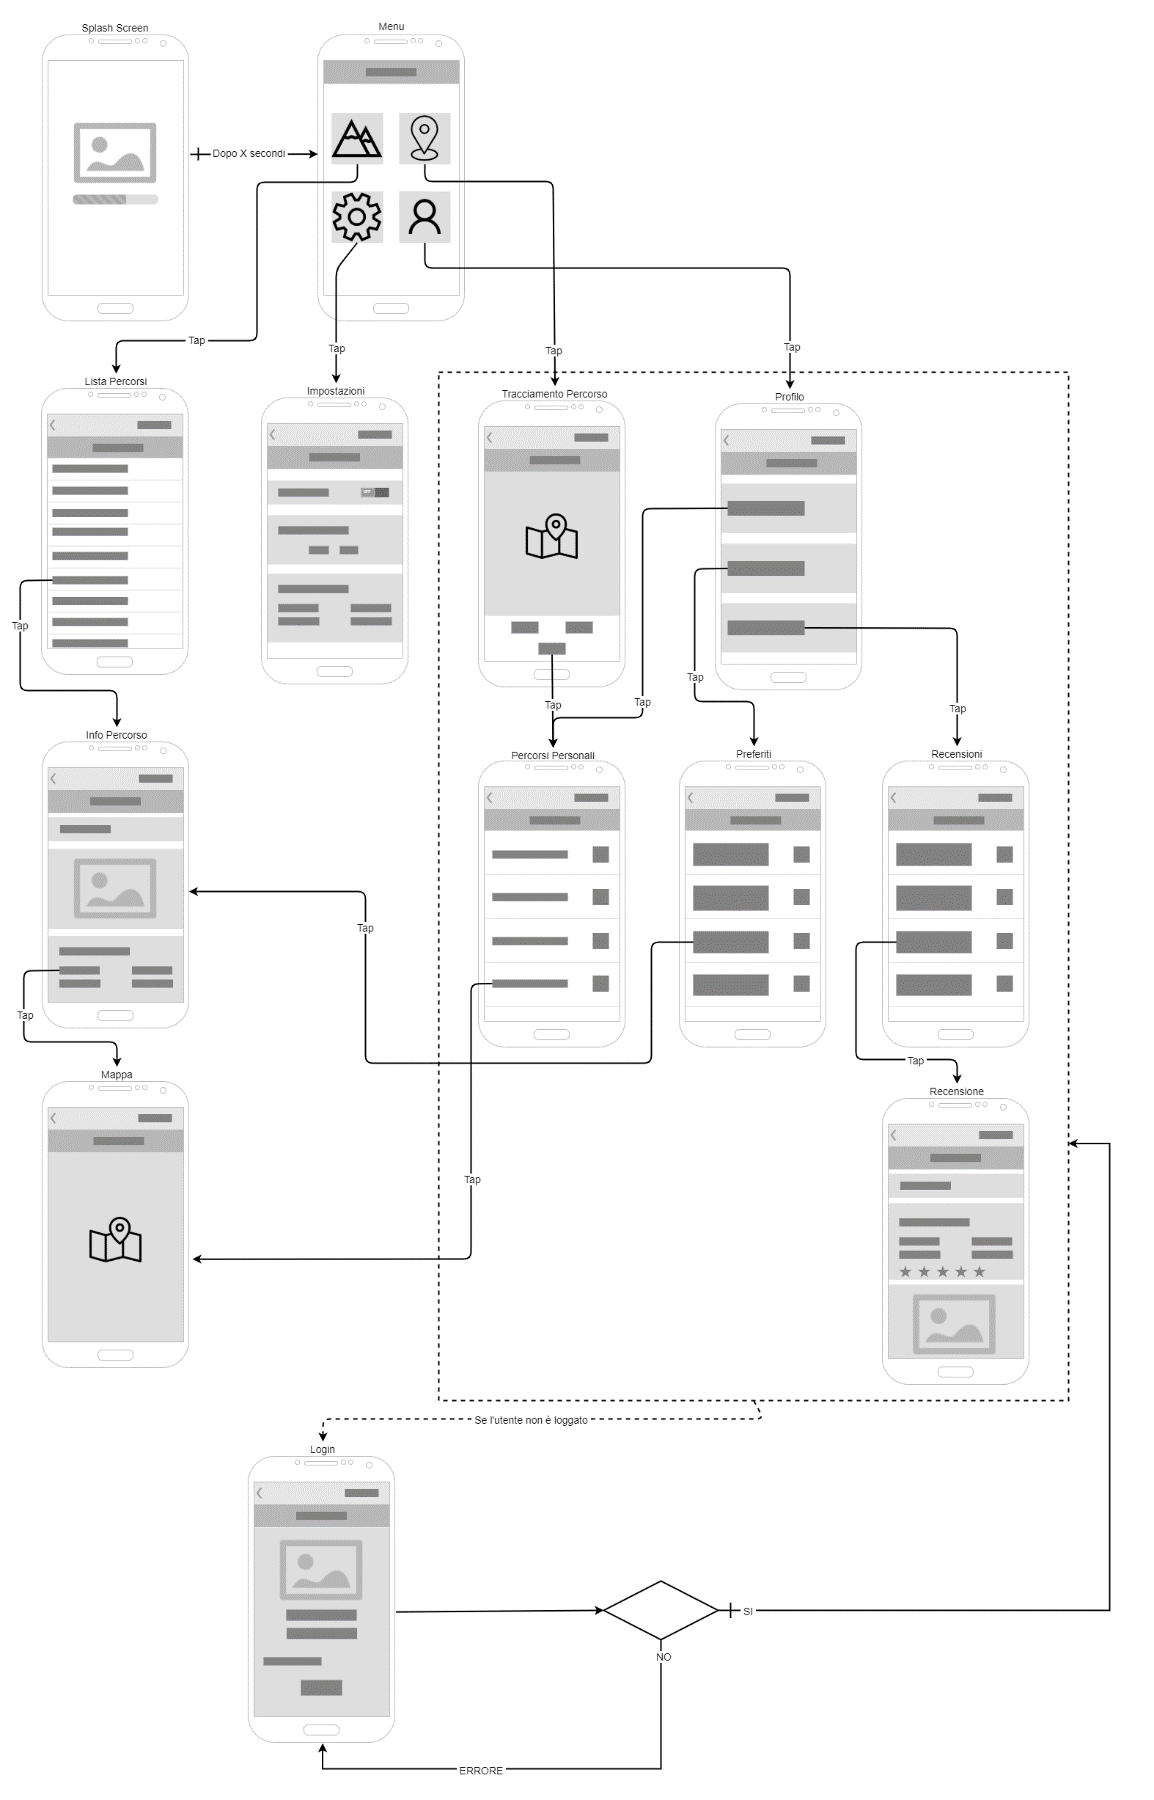 Splash Screen
Menu
Dopo X secondi
Tap
Tap
Tap
Tap
Lista Percorsi
Impostazioni
Tracciamento Percorso
Profilo
Tap
Tap
Tap
Tap
Tap
Info Percorso
Percorsi Personali
Preferiti
Recensioni
Tap
Tap
Tap
Mappa
Recensione
Tap
Se l'utente non è loggato
Login
SI
NO
ERRORE